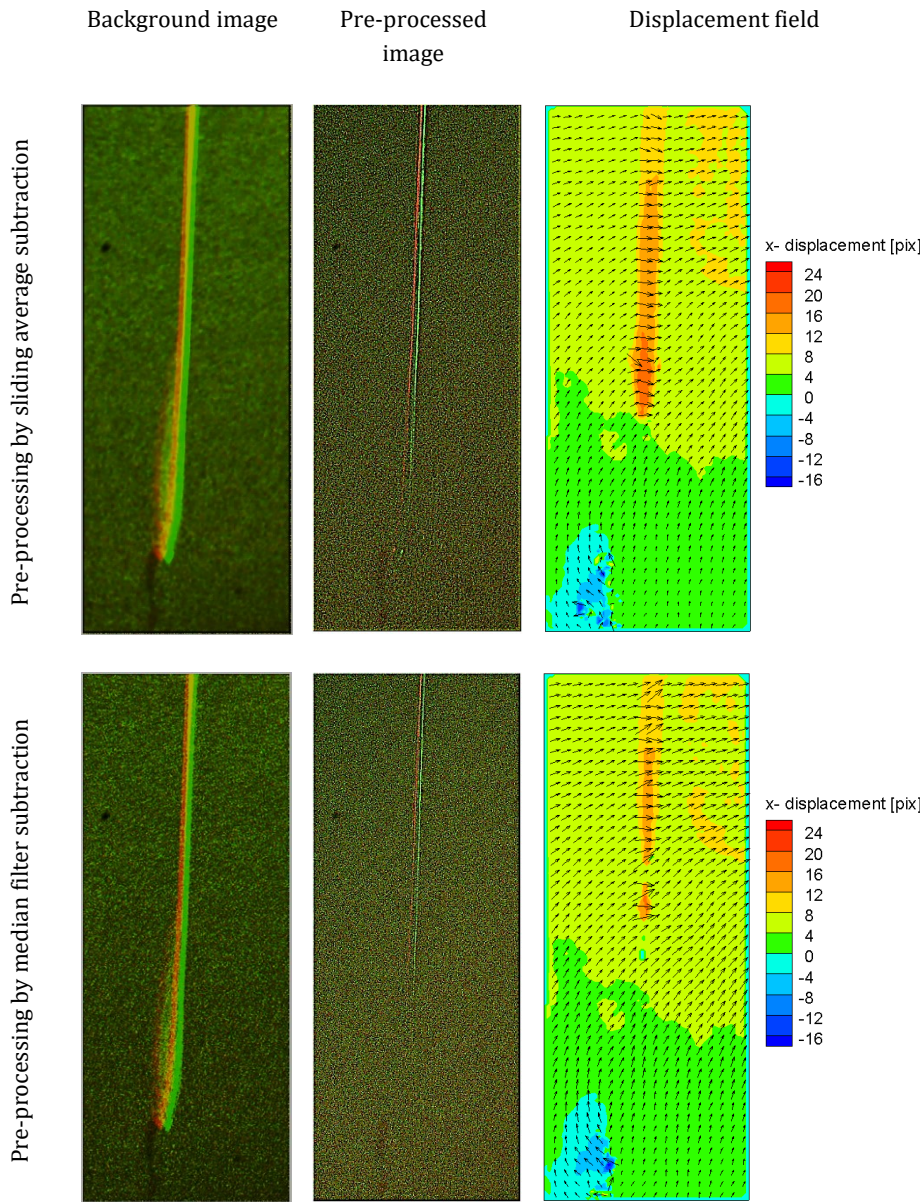 Background image
Pre-processed
image
Displacement field
Pre-processing by sliding average subtraction
x- displacement [pix]
24
20
16
12
8
4
0
-4
-8
-12
-16
Pre-processing by median filter subtraction
x- displacement [pix]
24
20
16
12
8
4
0
-4
-8
-12
-16